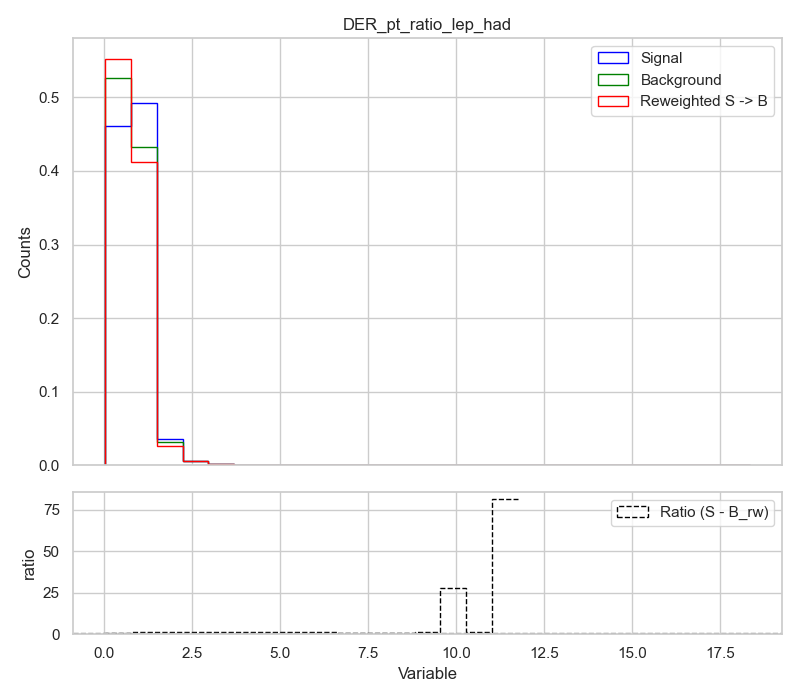 DER_pt_ratio_lep_had
Signal
Background
Reweighted S -> B
0.5
0.4
0.3
0.2
0.1
0.0
Counts
Ratio (S - B_rw)
75
50
25
0
ratio
0.0 2.5 5.0 7.5 10.0 12.5 15.0 17.5
Variable